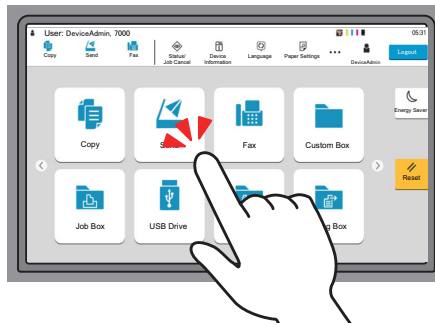 User: DeviceAdmin, 7000
05:31
Copy
Send
Fax
Status/
Job Cancel
Device
Information
Language
Paper Settings
DeviceAdmin
Logout
Energy Saver
Copy
Fax
Custom Box
Reset
Job Box
USB Drive
Box